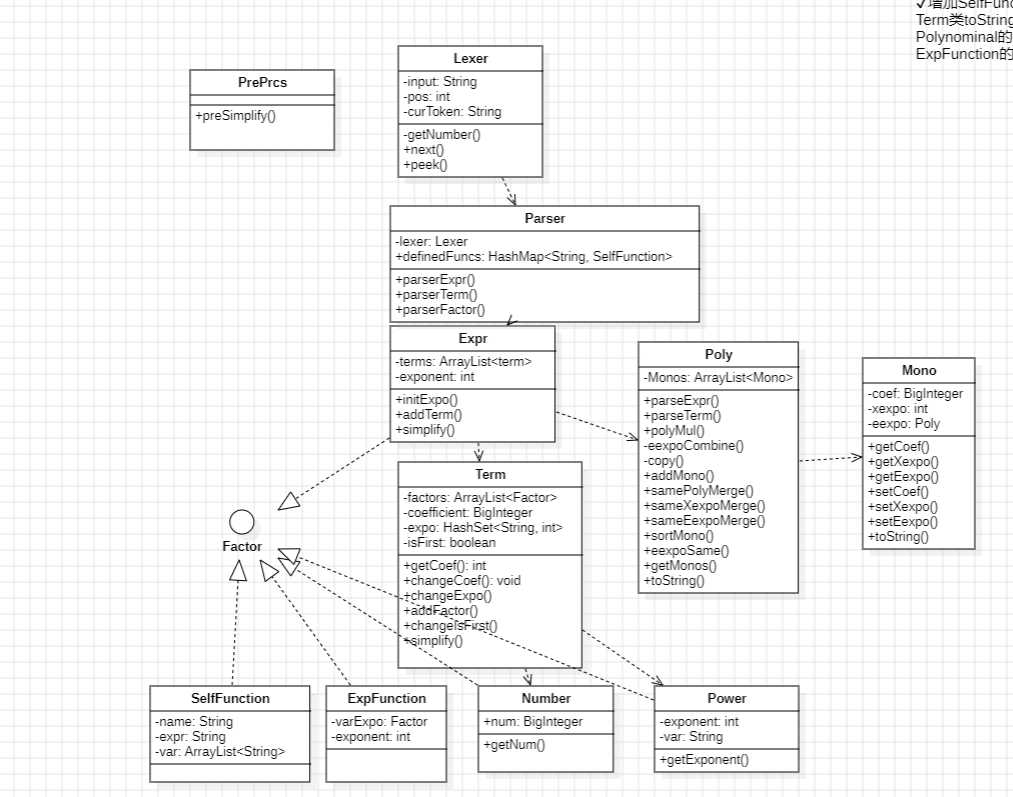 ✓增加SelfFunc
Term类toString
Polynominal的
ExpFunction的
Lexer
-input: String
-pos: int
-curToken: String
-getNumber()
+next()
+peek()
PrePrcs
+preSimplify()
Parser
-lexer: Lexer
+definedFuncs: HashMap<String, SelfFunction>
+parserExpr()
+parserTerm()
+parserFactor()
Expr
-terms: ArrayList<term>
-exponent: int
+initExpo()
+addTerm()
+simplify()
Poly
-Monos: ArrayList<Mono>
+parseExpr()
+parseTerm()
+polyMul()
-eexpoCombine()
-copy()
+addMono()
+samePolyMerge()
+sameXexpoMerge()
+sameEexpoMerge()
+sortMono()
+eexpoSame()
+getMonos()
+toString()
Mono
-coef: BigInteger
-xexpo: int
-eexpo: Poly
+getCoef()
+getXexpo()
+getEexpo()
+setCoef()
+setXexpo()
+setEexpo()
+toString()
Term
-factors: ArrayList<Factor>
-coefficient: BigInteger
-expo: HashSet<String, int>
-isFirst: boolean
+getCoef(): int
+changeCoef(): void
+changeExpo()
+addFactor()
+changeIsFirst()
+simplify()
Factor
SelfFunction
-name: String
-expr: String
-var: ArrayList<String>
ExpFunction
-varExpo: Factor
-exponent: int
Number
+num: BigInteger
+getNum()
Power
-exponent: int
-var: String
+getExponent()